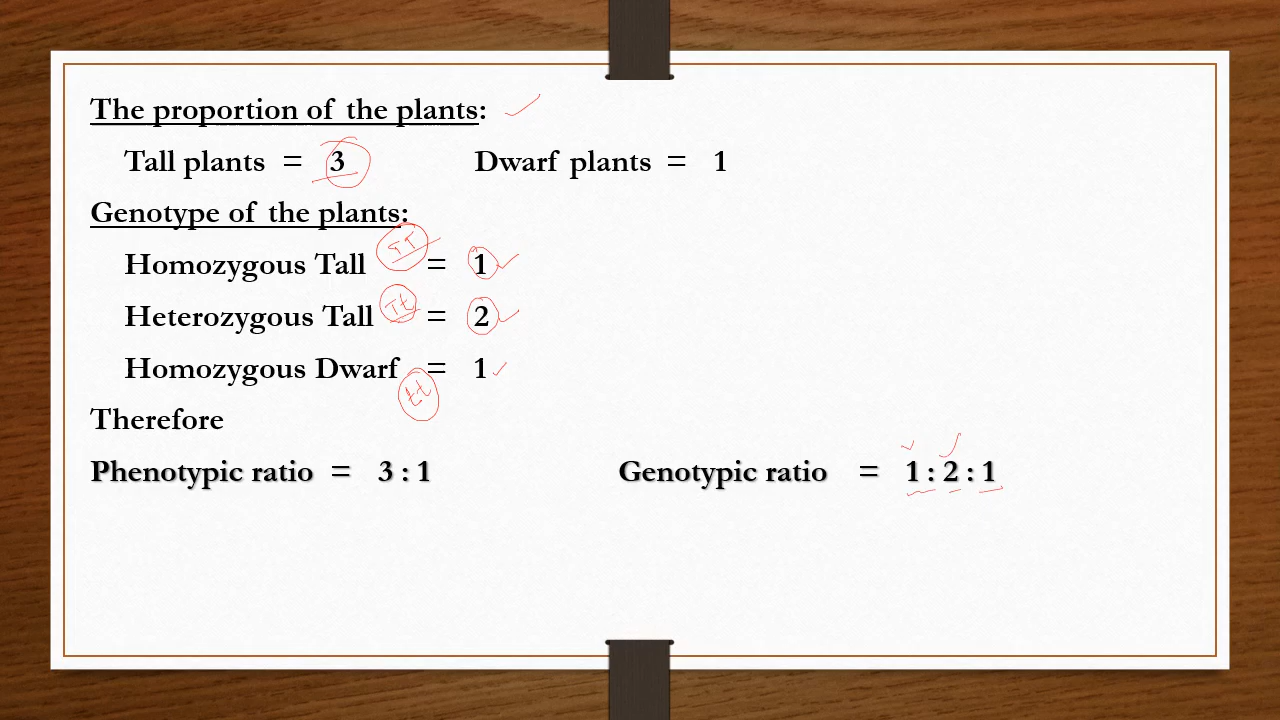 The proportion of the plants:
Tall plants = 3 Dwarf plants = 1
Genotype of the plants:
Homozygous Tall TT = 1
Heterozygous Tall Tt = 2
Homozygous Dwarf = 1
tt
Therefore
Phenotypic ratio = 3 : 1 Genotypic ratio = 1 : 2 : 1